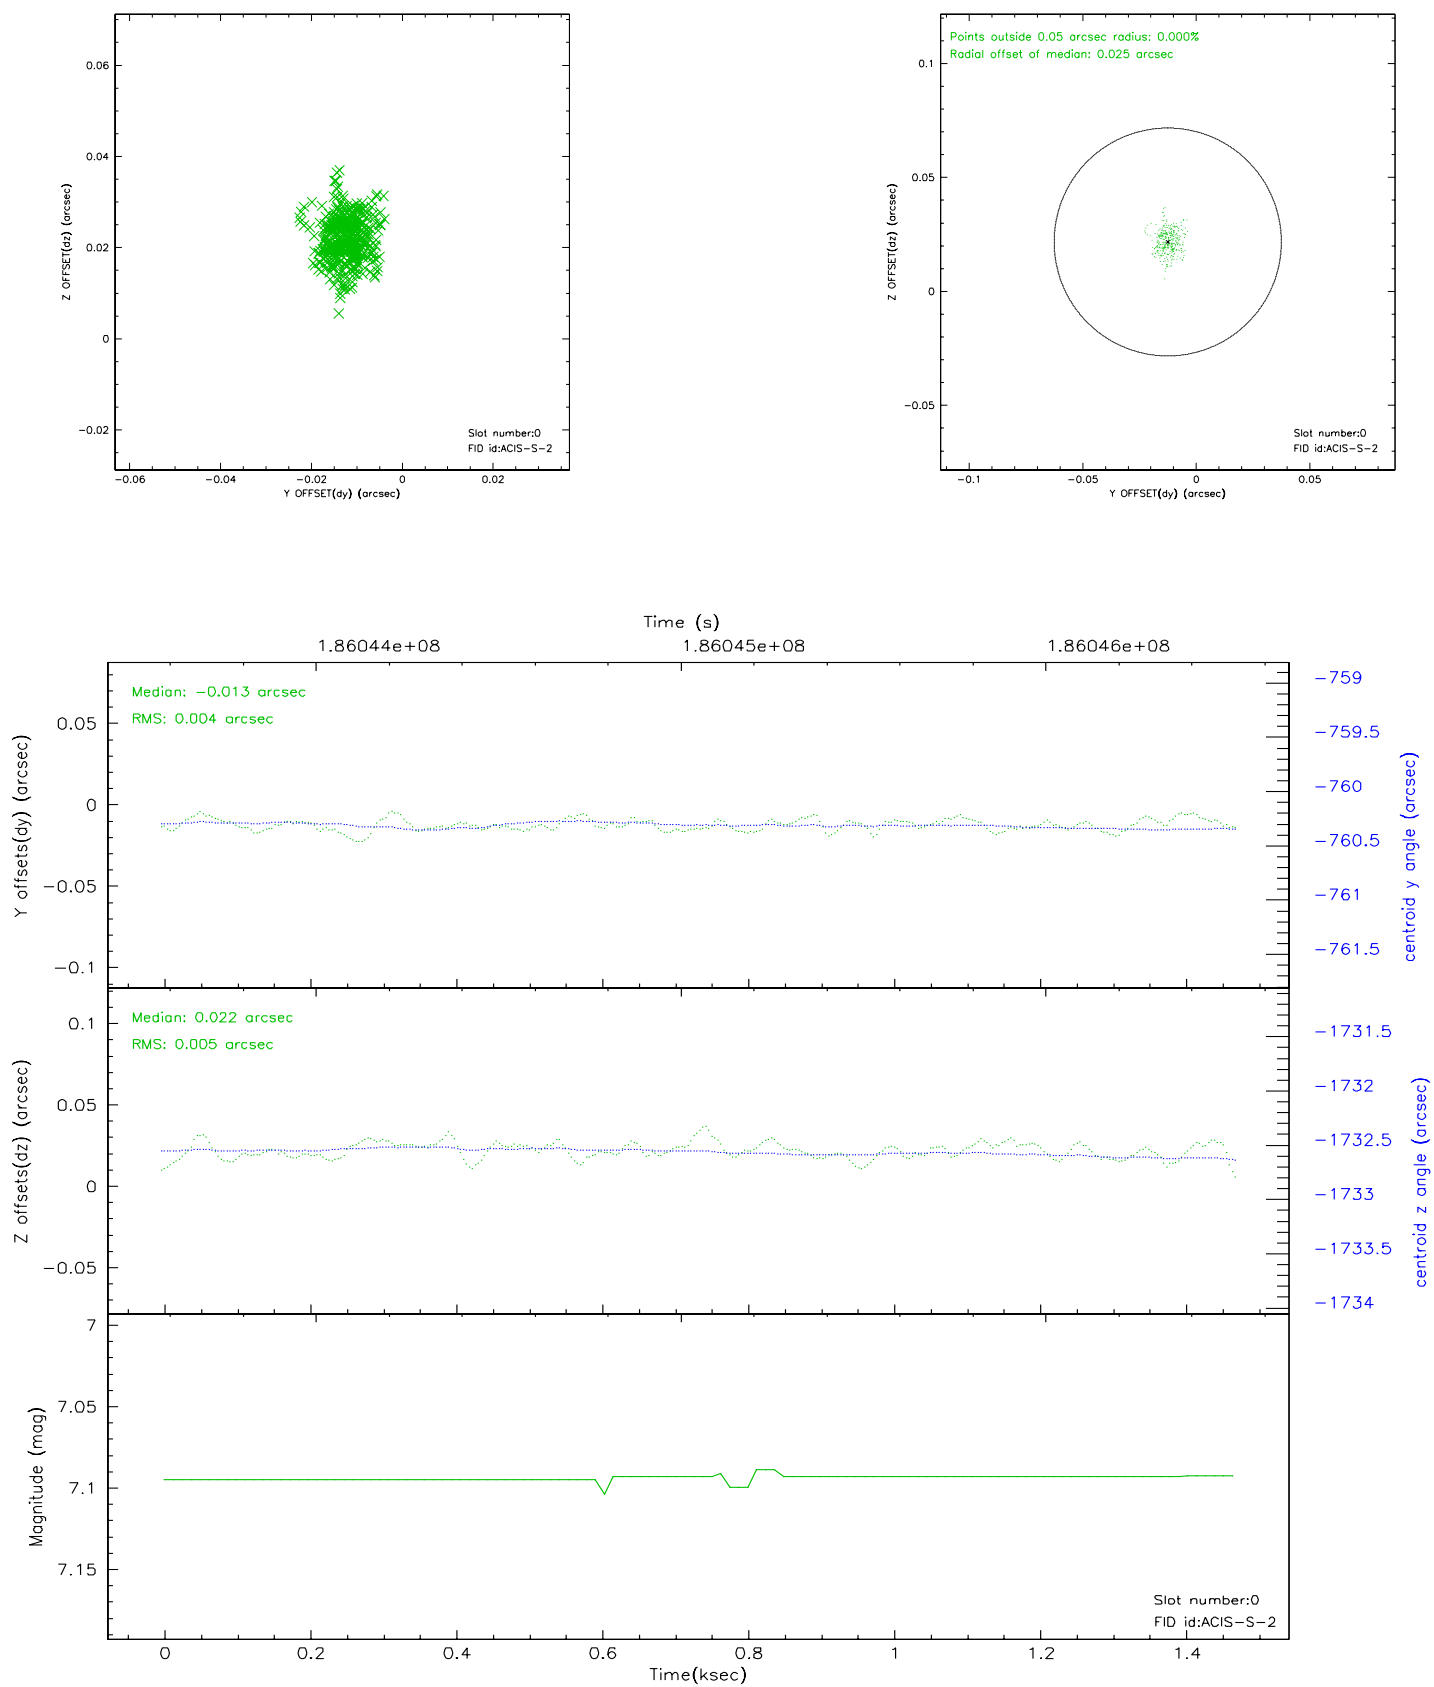 0.06
0.04
0.02
0
−0.02
Z OFFSET(dz) (arcsec)
Slot number:0
FID id:ACIS−S−2
−0.06
−0.04
−0.02
0
0.02
Y OFFSET(dy) (arcsec)
Points outside 0.05 arcsec radius: 0.000%
Radial offset of median: 0.025 arcsec
0.1
0.05
0
−0.05
Z OFFSET(dz) (arcsec)
Slot number:0
FID id:ACIS−S−2
−0.1
−0.05
0
0.05
Y OFFSET(dy) (arcsec)
Time (s)
1.86044e+08
1.86045e+08
1.86046e+08
Median: −0.013 arcsec
RMS: 0.004 arcsec
0.05
0
−0.05
−0.1
Y offsets(dy) (arcsec)
−759
−759.5
−760
−760.5
−761
−761.5
centroid y angle (arcsec)
Median: 0.022 arcsec
RMS: 0.005 arcsec
0.1
0.05
0
−0.05
Z offsets(dz) (arcsec)
−1731.5
−1732
−1732.5
−1733
−1733.5
−1734
centroid z angle (arcsec)
7
7.05
7.1
7.15
Magnitude (mag)
Slot number:0
FID id:ACIS−S−2
0
0.2
0.4
0.6
0.8
1
1.2
1.4
Time(ksec)